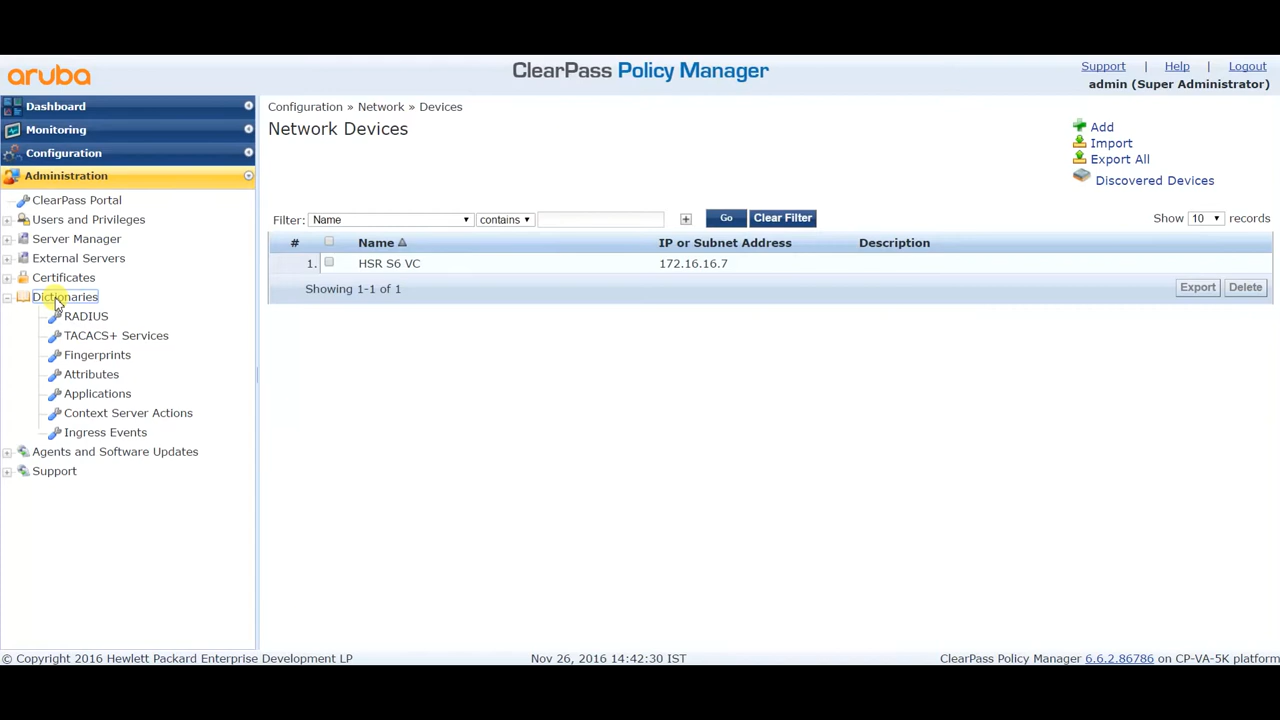 aruba
ClearPass Policy Manager
Support | Help | Logout
admin (Super Administrator)
Dashboard
Monitoring
Configuration
Administration
ClearPass Portal
Users and Privileges
Server Manager
External Servers
Certificates
Dictionaries
RADIUS
TACACS+ Services
Fingerprints
Attributes
Applications
Context Server Actions
Ingress Events
Agents and Software Updates
Support
Configuration » Network » Devices
Network Devices
Add
Import
Export All
Discovered Devices
Filter: Name contains Go Clear Filter Show 10 records
# Name IP or Subnet Address Description
1. HSR S6 VC 172.16.16.7
Showing 1-1 of 1 Export Delete
© Copyright 2016 Hewlett Packard Enterprise Development LP Nov 26, 2016 14:42:30 IST ClearPass Policy Manager 6.6.2.86786 on CP-VA-5K platform